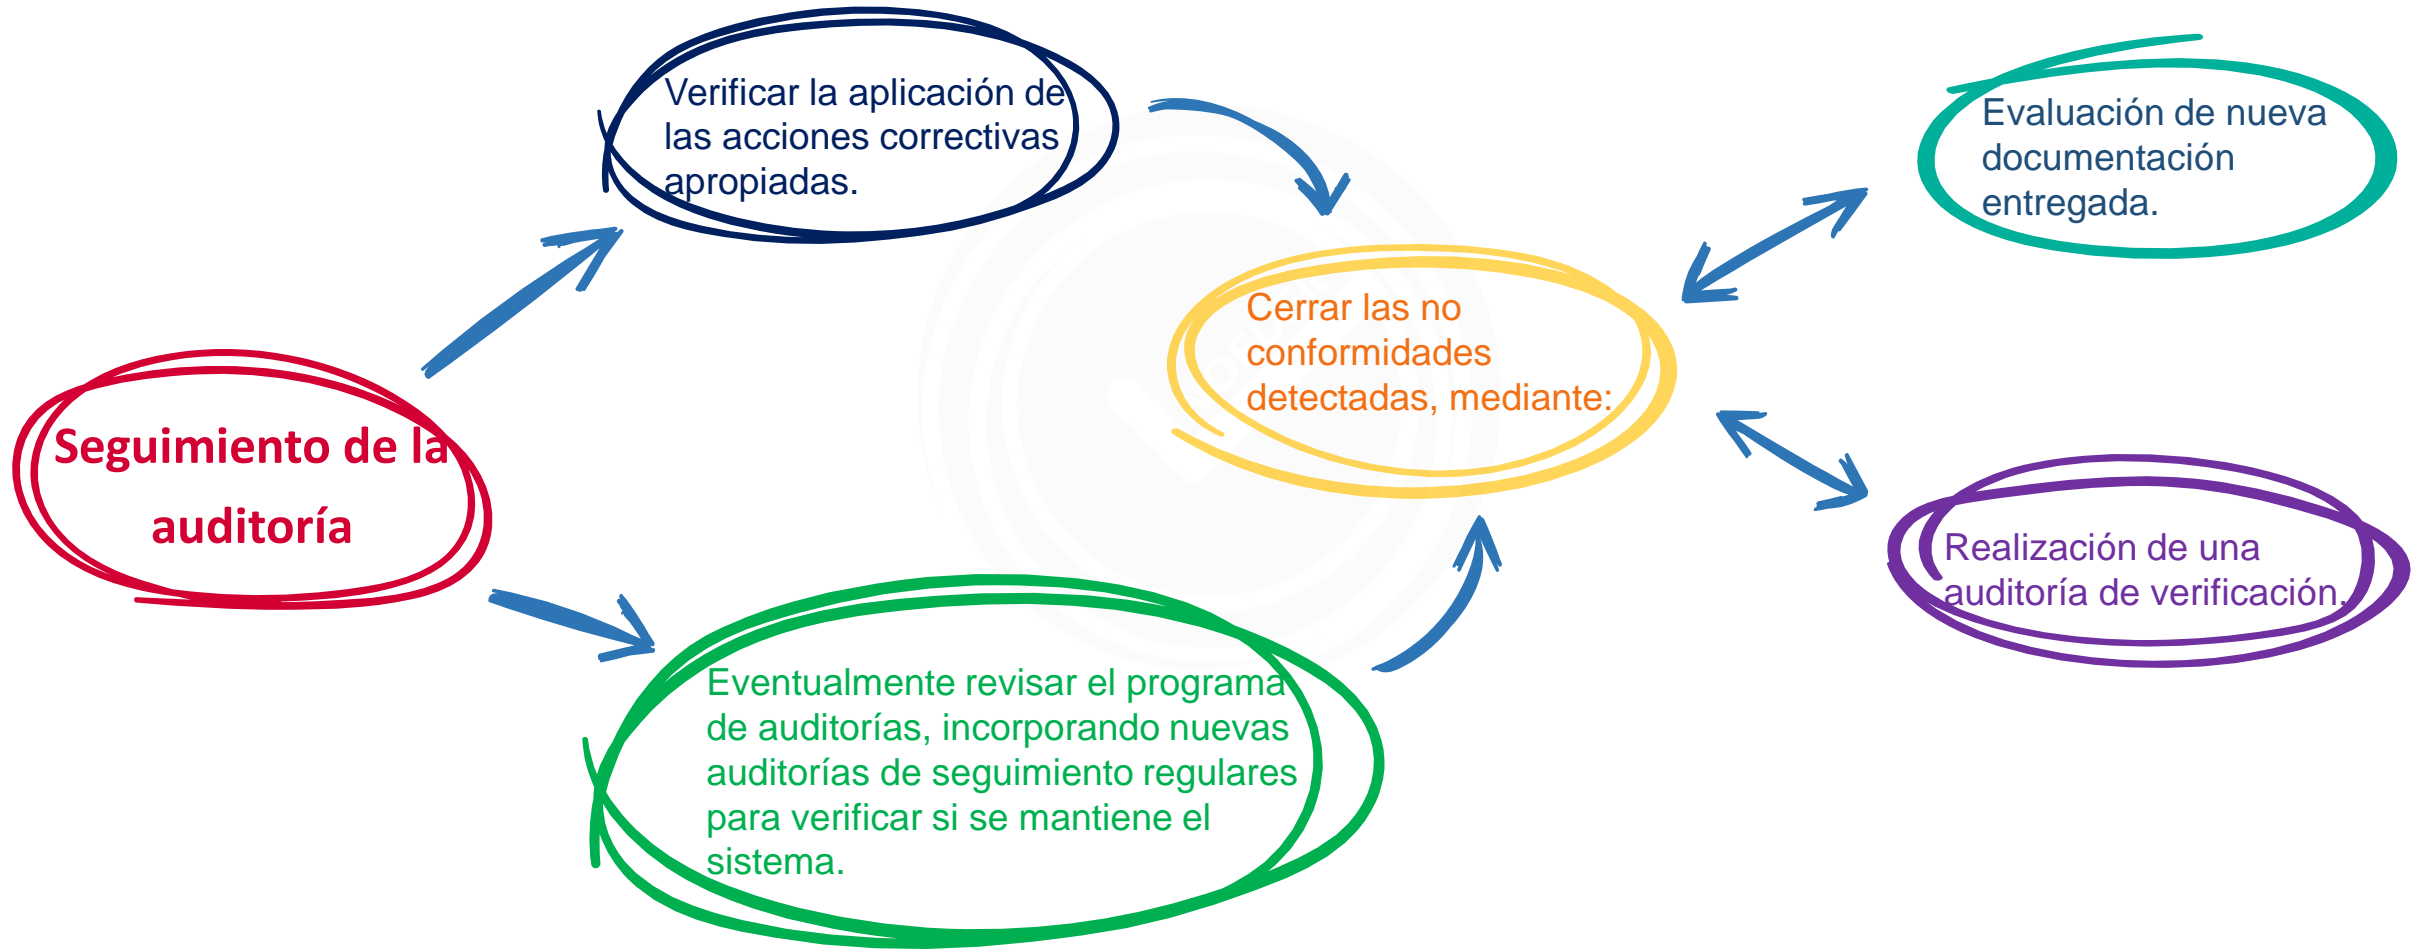 Verificar la aplicación de
las acciones correctivas
apropiadas.
Evaluación de nueva
documentación
entregada.
Cerrar las no
conformidades
detectadas, mediante:
Seguimiento de la
auditoría
Realización de una
auditoría de verificación.
Eventualmente revisar el programa
de auditorías, incorporando nuevas
auditorías de seguimiento regulares
para verificar si se mantiene el
sistema.